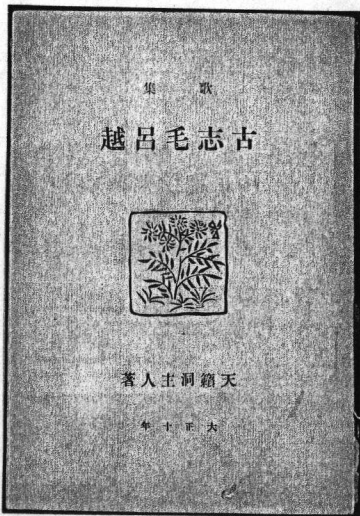 歌集
古志毛呂越
天籟洞主人著
大正十年